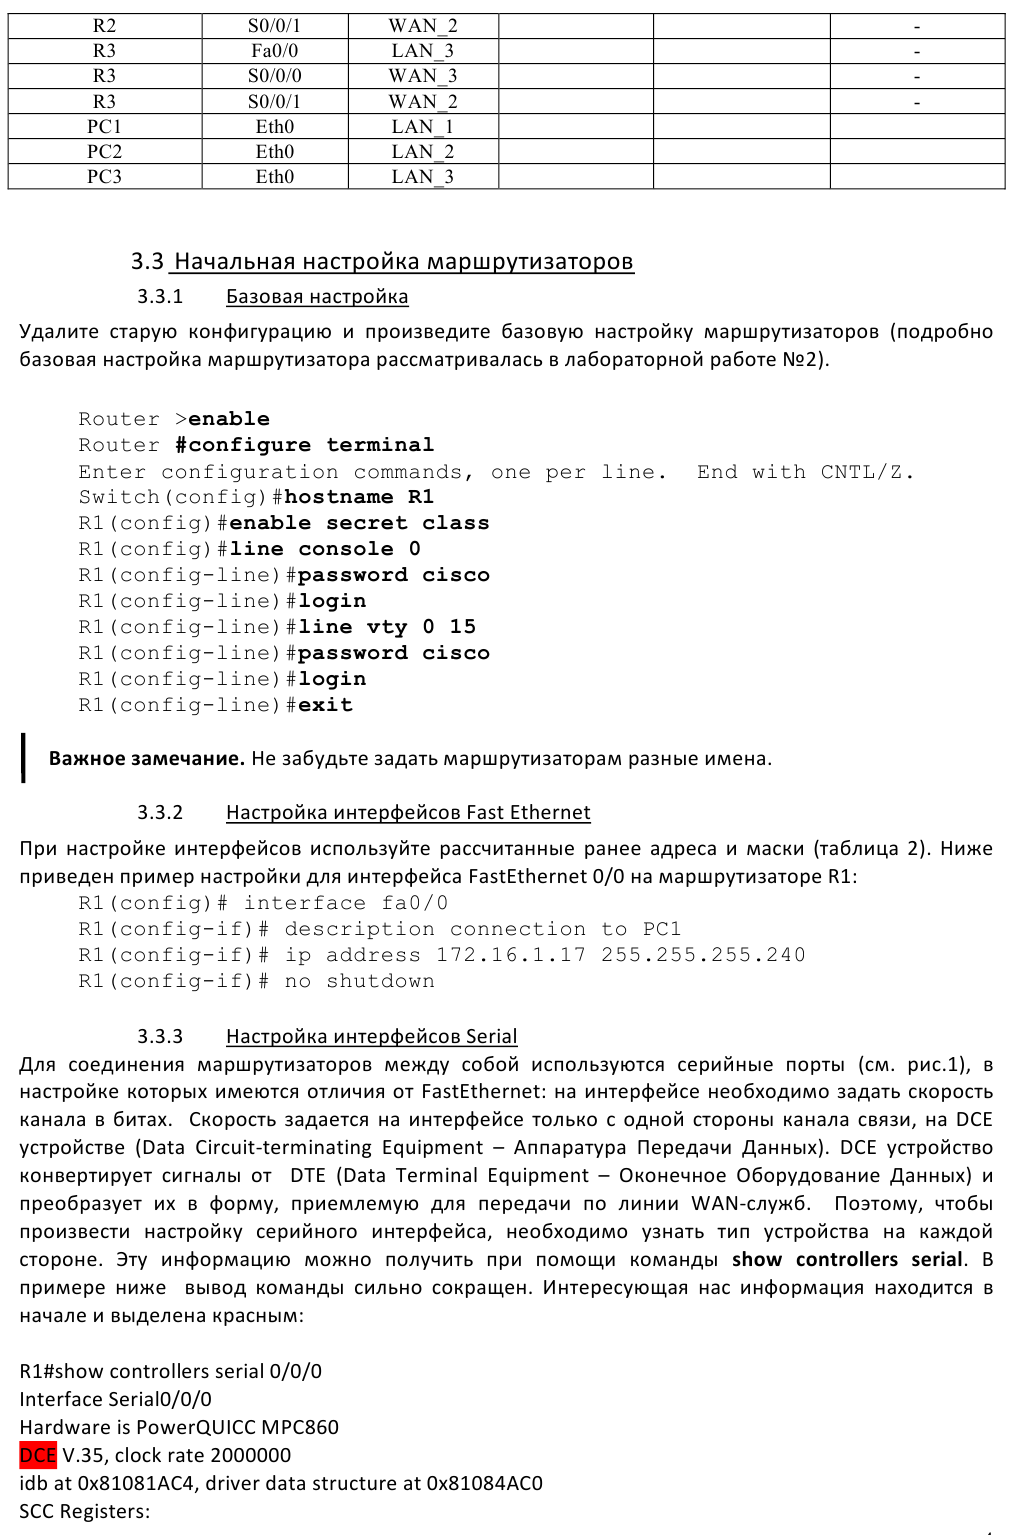 R2 S0/0/1 WAN_2 -
R3 Fa0/0 LAN_3 -
R3 S0/0/0 WAN_3 -
R3 S0/0/1 WAN_2 -
PC1 Eth0 LAN_1
PC2 Eth0 LAN_2
PC3 Eth0 LAN_3
3.3 Начальная настройка маршрутизаторов
3.3.1 Базовая настройка
Удалите старую конфигурацию и произведите базовую настройку маршрутизаторов (подробно
базовая настройка маршрутизатора рассматривалась в лабораторной работе №2).
Router >enable
Router #configure terminal
Enter configuration commands, one per line.  End with CNTL/Z.
Switch(config)#hostname R1
R1(config)#enable secret class
R1(config)#line console 0
R1(config-line)#password cisco
R1(config-line)#login
R1(config-line)#line vty 0 15
R1(config-line)#password cisco
R1(config-line)#login
R1(config-line)#exit
Важное замечание. Не забудьте задать маршрутизаторам разные имена.
3.3.2 Настройка интерфейсов Fast Ethernet
При настройке интерфейсов используйте рассчитанные ранее адреса и маски (таблица 2). Ниже
приведен пример настройки для интерфейса FastEthernet 0/0 на маршрутизаторе R1:
R1(config)# interface fa0/0
R1(config-if)# description connection to PC1
R1(config-if)# ip address 172.16.1.17 255.255.255.240
R1(config-if)# no shutdown
3.3.3 Настройка интерфейсов Serial
Для соединения маршрутизаторов между собой используются серийные порты (см. рис.1), в
настройке которых имеются отличия от FastEthernet: на интерфейсе необходимо задать скорость
канала в битах.  Скорость задается на интерфейсе только с одной стороны канала связи, на DCE
устройстве (Data Circuit-terminating Equipment – Аппаратура Передачи Данных). DCE устройство
конвертирует сигналы от  DTE (Data Terminal Equipment – Оконечное Оборудование Данных) и
преобразует их в форму, приемлемую для передачи по линии WAN-служб.  Поэтому, чтобы
произвести настройку серийного интерфейса, необходимо узнать тип устройства на каждой
стороне. Эту информацию можно получить при помощи команды show controllers serial. В
примере ниже  вывод команды сильно сокращен. Интересующая нас информация находится в
начале и выделена красным:
R1#show controllers serial 0/0/0
Interface Serial0/0/0
Hardware is PowerQUICC MPC860
DCE V.35, clock rate 2000000
idb at 0x81081AC4, driver data structure at 0x81084AC0
SCC Registers: